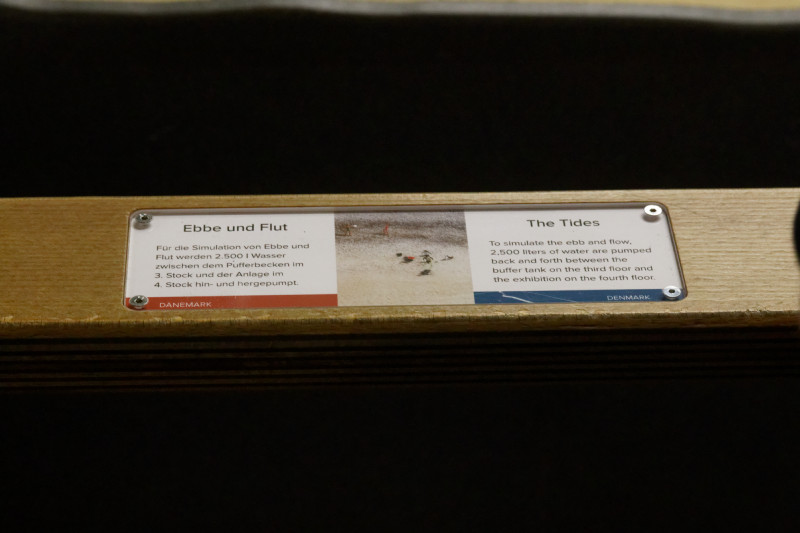 Ebbe und Flut
Für die Simulation von Ebbe und
Flut werden 2.500 l Wasser
zwischen dem Pufferbecken im
3. Stock und der Anlage im
4. Stock hin- und hergepumpt.
DÄNEMARK
The Tides
To simulate the ebb and flow,
2,500 liters of water are pumped
back and forth between the
buffer tank on the third floor and
the exhibition on the fourth floor.
DENMARK